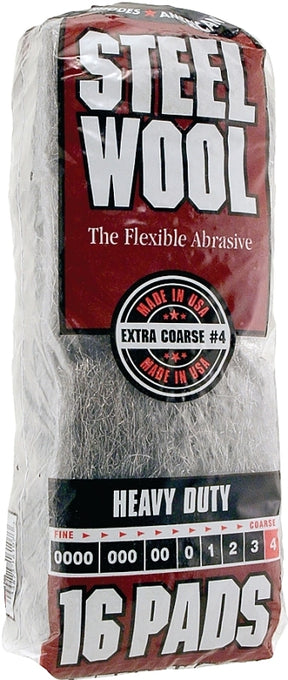 STEEL
WOOL
The Flexible Abrasive
MADE IN USA
EXTRA COARSE #4
MADE IN USA
HEAVY DUTY
FINE COARSE
0000 000 00 0 1 2 3 4
16 PADS